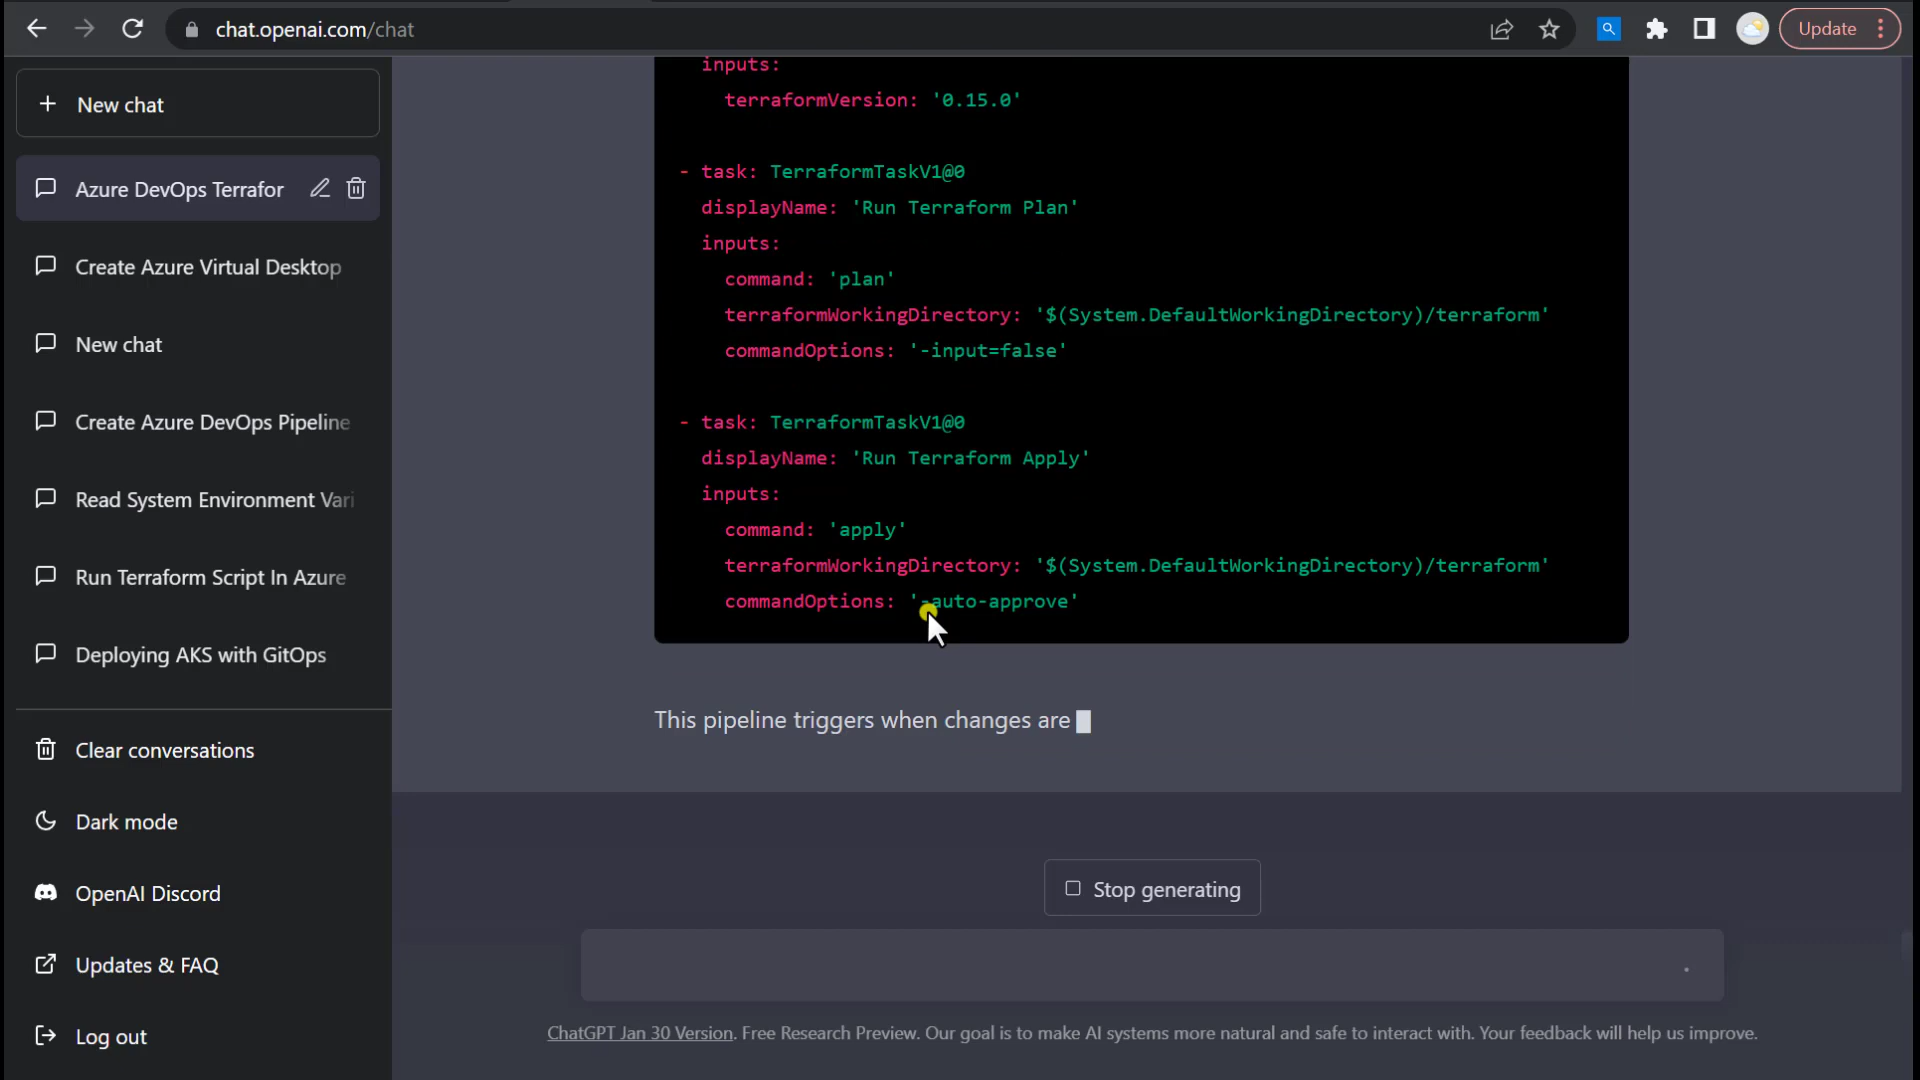 chat.openai.com/chat
Update
New chat
Azure DevOps Terrafor
Create Azure Virtual Desktop
New chat
Create Azure DevOps Pipeline
Read System Environment Vari
Run Terraform Script In Azure
Deploying AKS with GitOps
Clear conversations
Dark mode
OpenAI Discord
Updates & FAQ
Log out
inputs:
terraformVersion: '0.15.0'
- task: TerraformTaskV1@0
displayName: 'Run Terraform Plan'
inputs:
command: 'plan'
terraformWorkingDirectory: '$(System.DefaultWorkingDirectory)/terraform'
commandOptions: '-input=false'
- task: TerraformTaskV1@0
displayName: 'Run Terraform Apply'
inputs:
command: 'apply'
terraformWorkingDirectory: '$(System.DefaultWorkingDirectory)/terraform'
commandOptions: '-auto-approve'
This pipeline triggers when changes are
Stop generating
ChatGPT Jan 30 Version. Free Research Preview. Our goal is to make AI systems more natural and safe to interact with. Your feedback will help us improve.